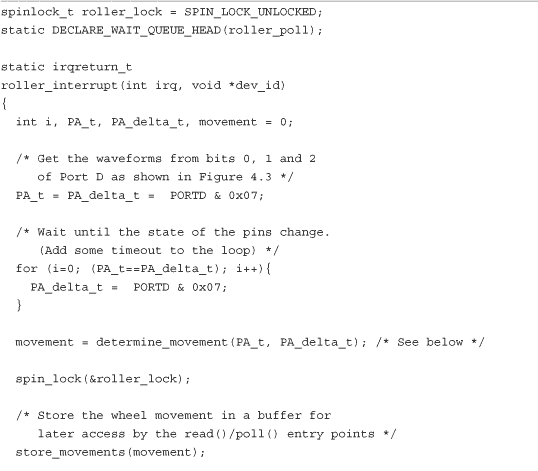 spinlock_t roller_lock = SPIN_LOCK_UNLOCKED;
static DECLARE_WAIT_QUEUE_HEAD(roller_poll);
static irqreturn_t
roller_interrupt(int irq, void *dev_id)
{
int i, PA_t, PA_delta_t, movement = 0;
/* Get the waveforms from bits 0, 1 and 2
of Port D as shown in Figure 4.3 */
PA_t = PA_delta_t = PORTD & 0x07;
/* Wait until the state of the pins change.
(Add some timeout to the loop) */
for (i=0; (PA_t==PA_delta_t); i++){
PA_delta_t = PORTD & 0x07;
}
movement = determine_movement(PA_t, PA_delta_t); /* See below */
spin_lock(&roller_lock);
/* Store the wheel movement in a buffer for
later access by the read()/poll() entry points */
store_movements(movement);